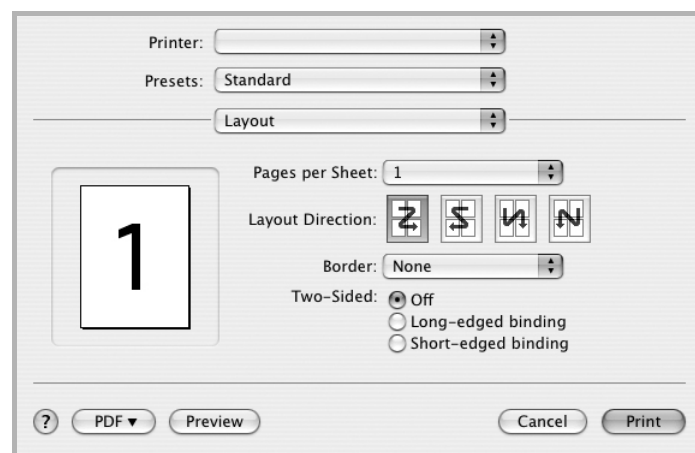 Printer:
Presets: Standard
Layout
Pages per Sheet: 1
Layout Direction:
Border: None
1
Two-Sided: Off
Long-edged binding
Short-edged binding
? PDF▼ Preview Cancel Print